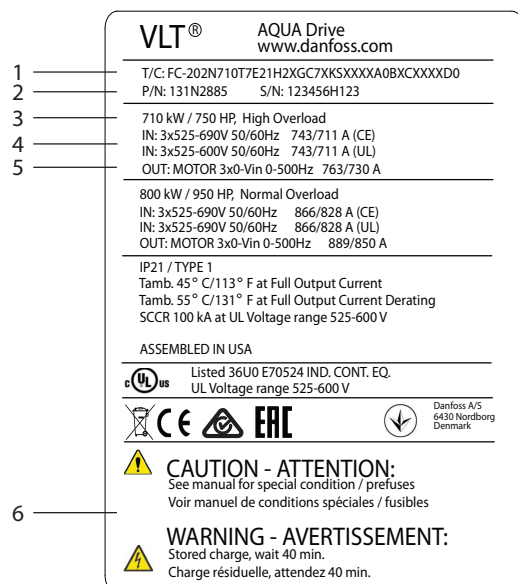 VLT® AQUA Drive
www.danfoss.com
1 T/C: FC-202N710T7E21H2XGC7XKSXXXXA0BXCXXXXD0
2 P/N: 131N2885 S/N: 123456H123
3 710 kW / 750 HP, High Overload
4 IN: 3x525-690V 50/60Hz 743/711 A (CE)
IN: 3x525-600V 50/60Hz 743/711 A (UL)
5 OUT: MOTOR 3x0-Vin 0-500Hz 763/730 A
800 kW / 950 HP, Normal Overload
IN: 3x525-690V 50/60Hz 866/828 A (CE)
IN: 3x525-690V 50/60Hz 866/828 A (UL)
OUT: MOTOR 3x0-Vin 0-500Hz 889/850 A
IP21 / TYPE 1
Tamb. 45° C/113° F at Full Output Current
Tamb. 55° C/131° F at Full Output Current Derating
SCCR 100 kA at UL Voltage range 525-600 V
ASSEMBLED IN USA
c UL us Listed 36U0 E70524 IND. CONT. EQ.
UL Voltage range 525-600 V
CE EAC
Danfoss A/S
6430 Nordborg
Denmark
CAUTION - ATTENTION:
See manual for special condition / prefuses
Voir manuel de conditions spéciales / fusibles
6
WARNING - AVERTISSEMENT:
Stored charge, wait 40 min.
Charge résiduelle, attendez 40 min.